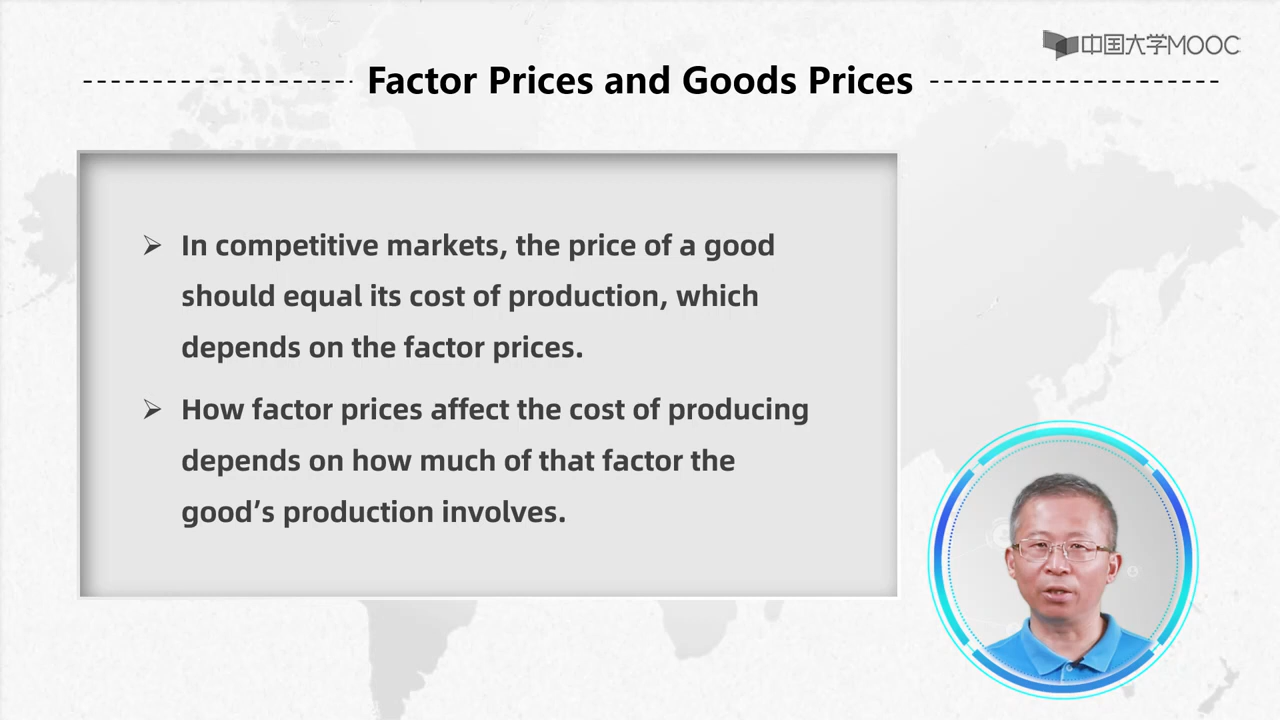 中国大学MOOC
Factor Prices and Goods Prices
In competitive markets, the price of a good
should equal its cost of production, which
depends on the factor prices.
How factor prices affect the cost of producing
depends on how much of that factor the
good’s production involves.